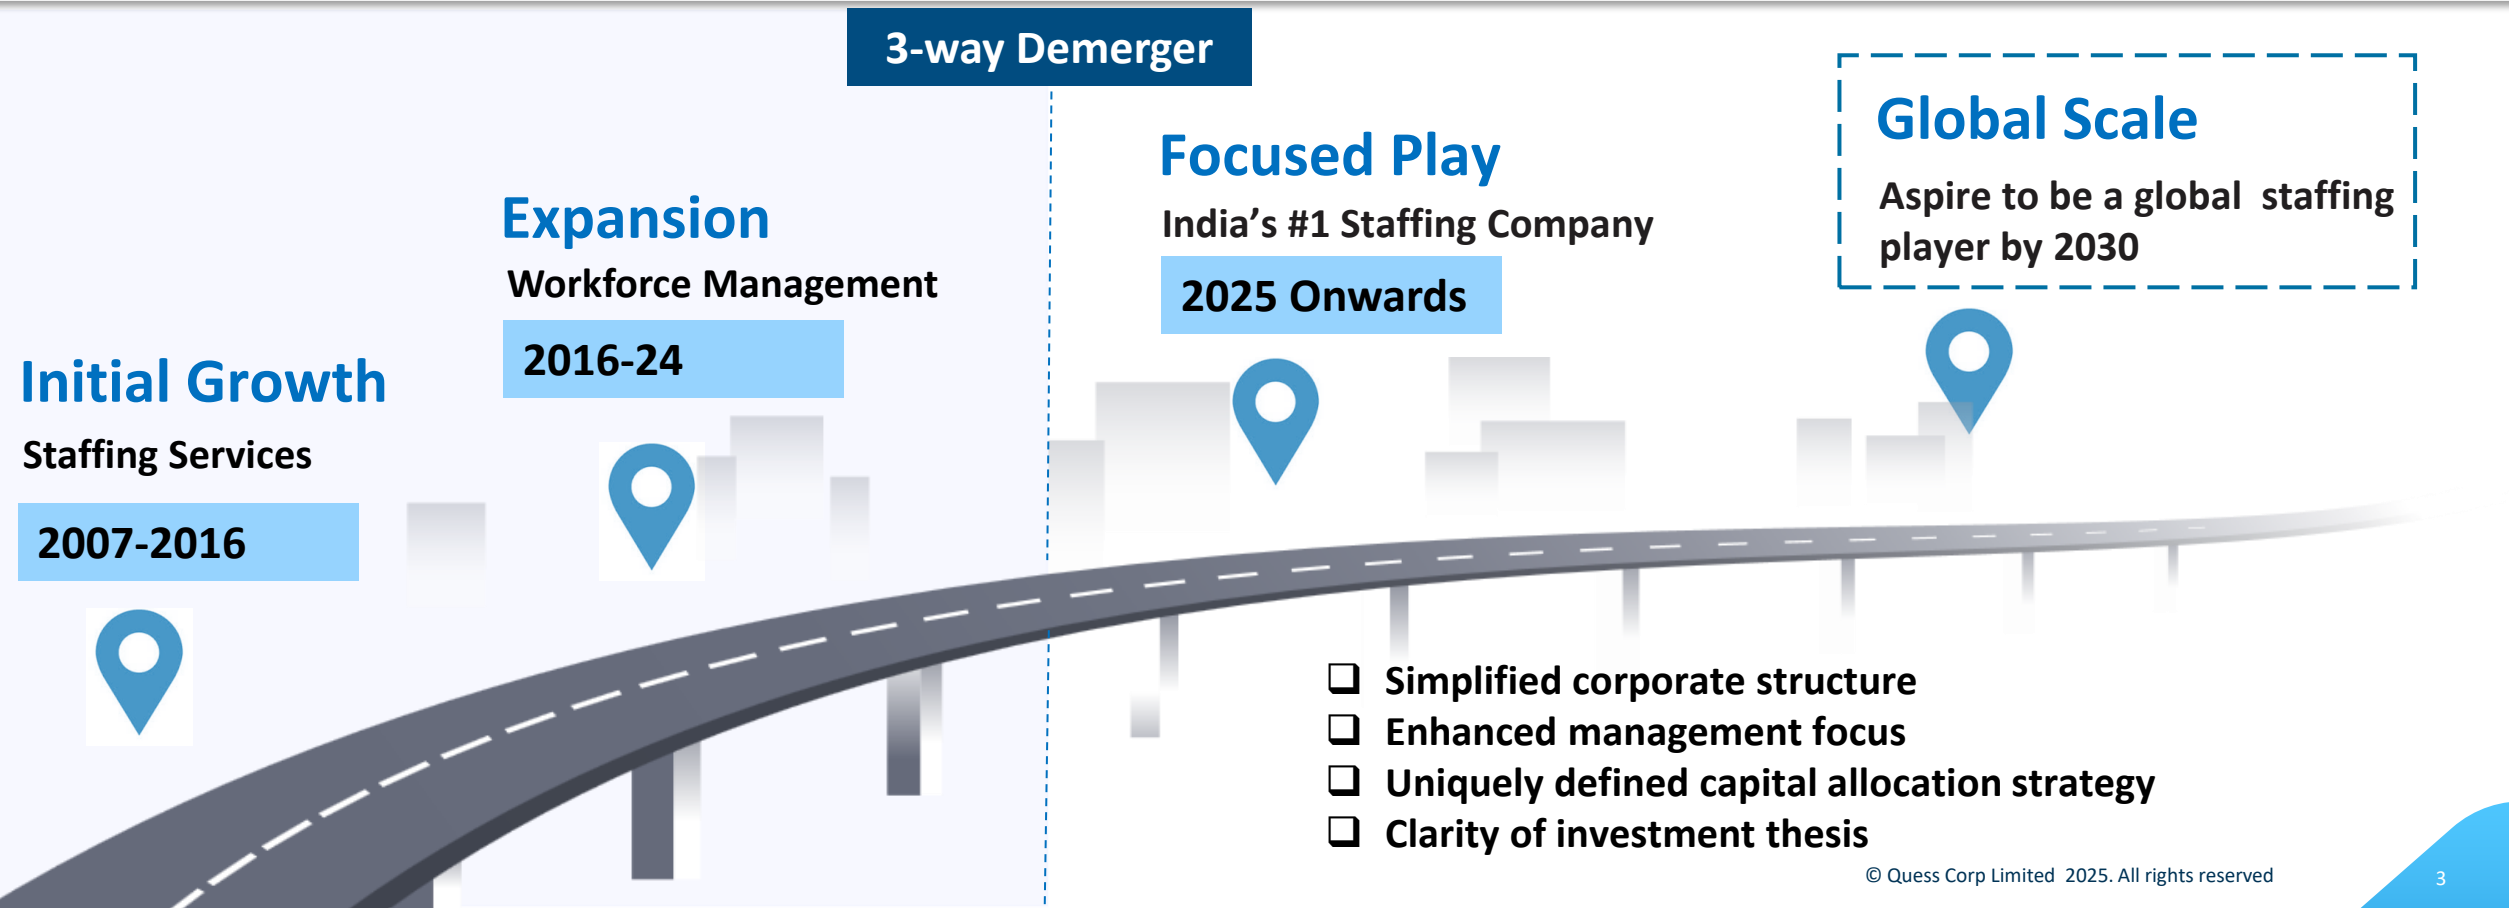 3-way Demerger
Initial Growth
Staffing Services
2007-2016
Expansion
Workforce Management
2016-24
Focused Play
India’s #1 Staffing Company
2025 Onwards
Global Scale
Aspire to be a global  staffing
player by 2030
❑ Simplified corporate structure
❑ Enhanced management focus
❑ Uniquely defined capital allocation strategy
❑ Clarity of investment thesis
© Quess Corp Limited  2025. All rights reserved
3